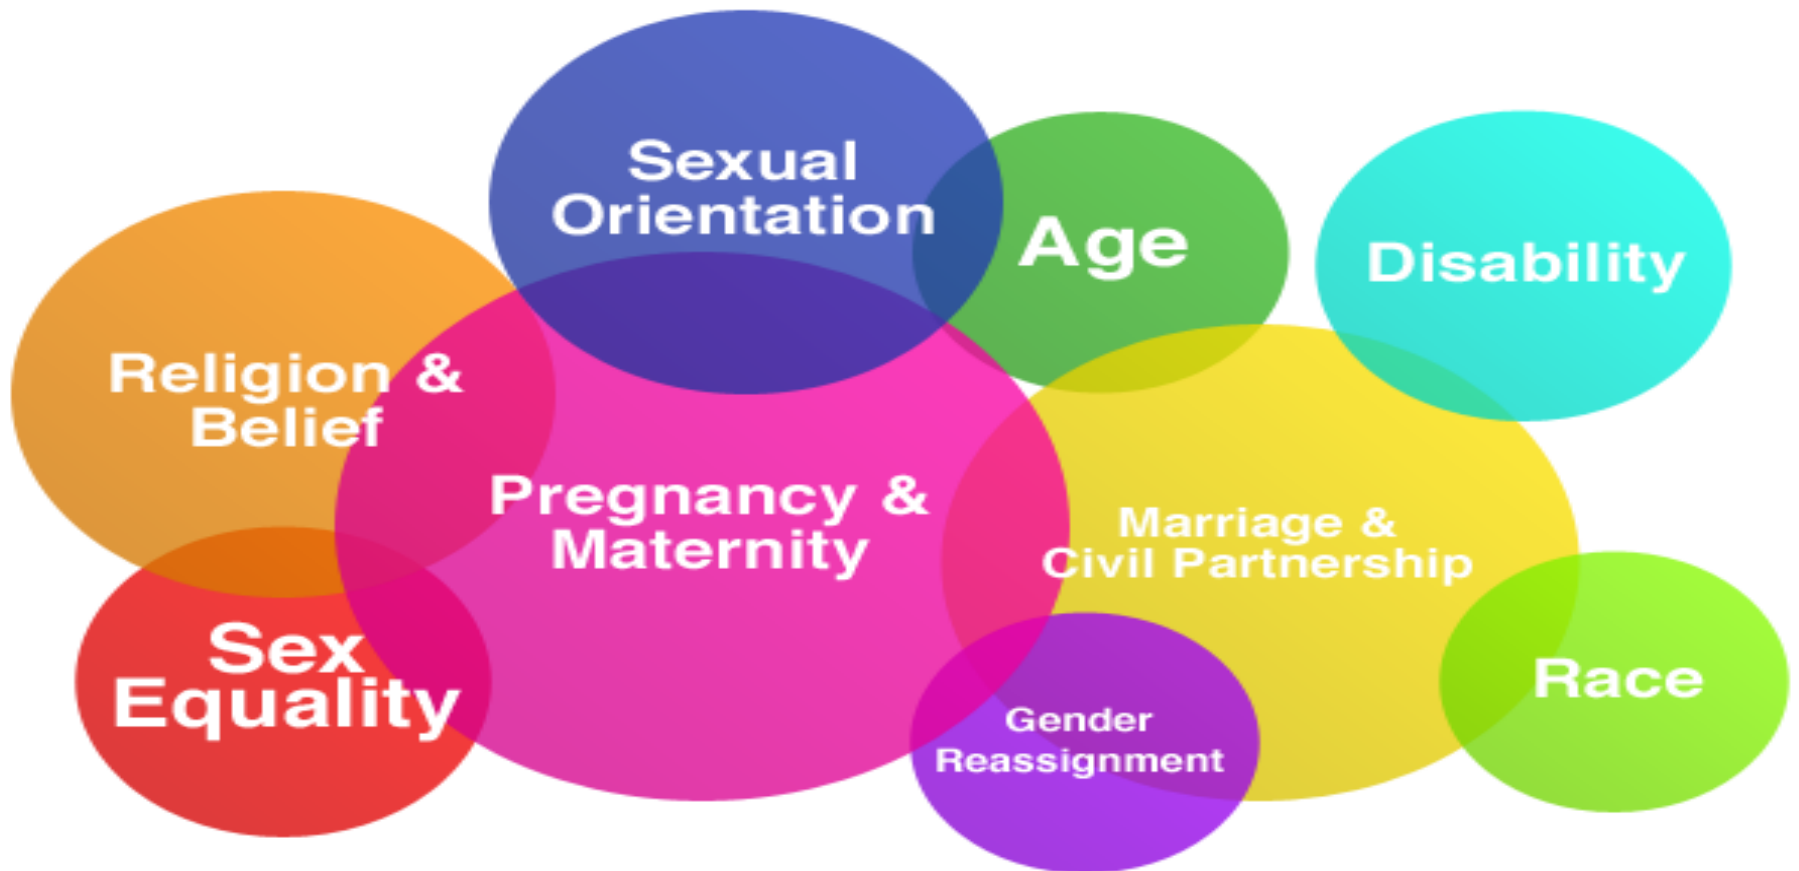 Sexual
Orientation
Age
Disability
Religion &
Belief
Pregnancy &
Maternity
Marriage &
Civil Partnership
Sex
Equality
Gender
Reassignment
Race